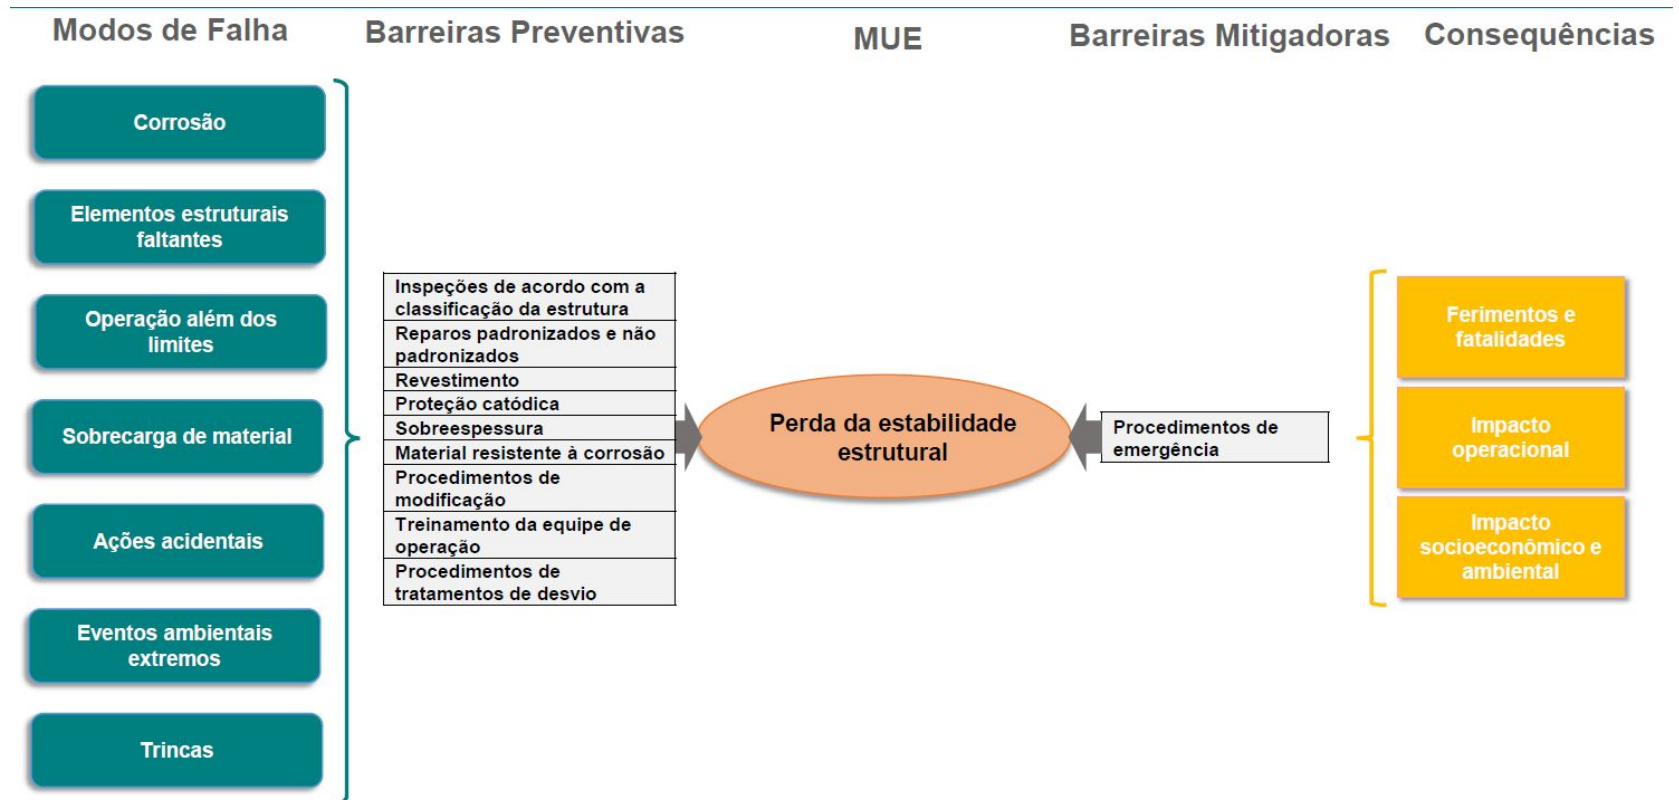 Modos de Falha
Barreiras Preventivas
MUE
Barreiras Mitigadoras
Consequências
Corrosão
Elementos estruturais
faltantes
Operação além dos
limites
Sobrecarga de material
Ações acidentais
Eventos ambientais
extremos
Trincas
Inspeções de acordo com a
classificação da estrutura
Reparos padronizados e não
padronizados
Revestimento
Proteção catódica
Sobreespessura
Material resistente à corrosão
Procedimentos de
modificação
Treinamento da equipe de
operação
Procedimentos de
tratamentos de desvio
Perda da estabilidade
estrutural
Procedimentos de
emergência
Ferimentos e
fatalidades
Impacto
operacional
Impacto
socioeconômico e
ambiental